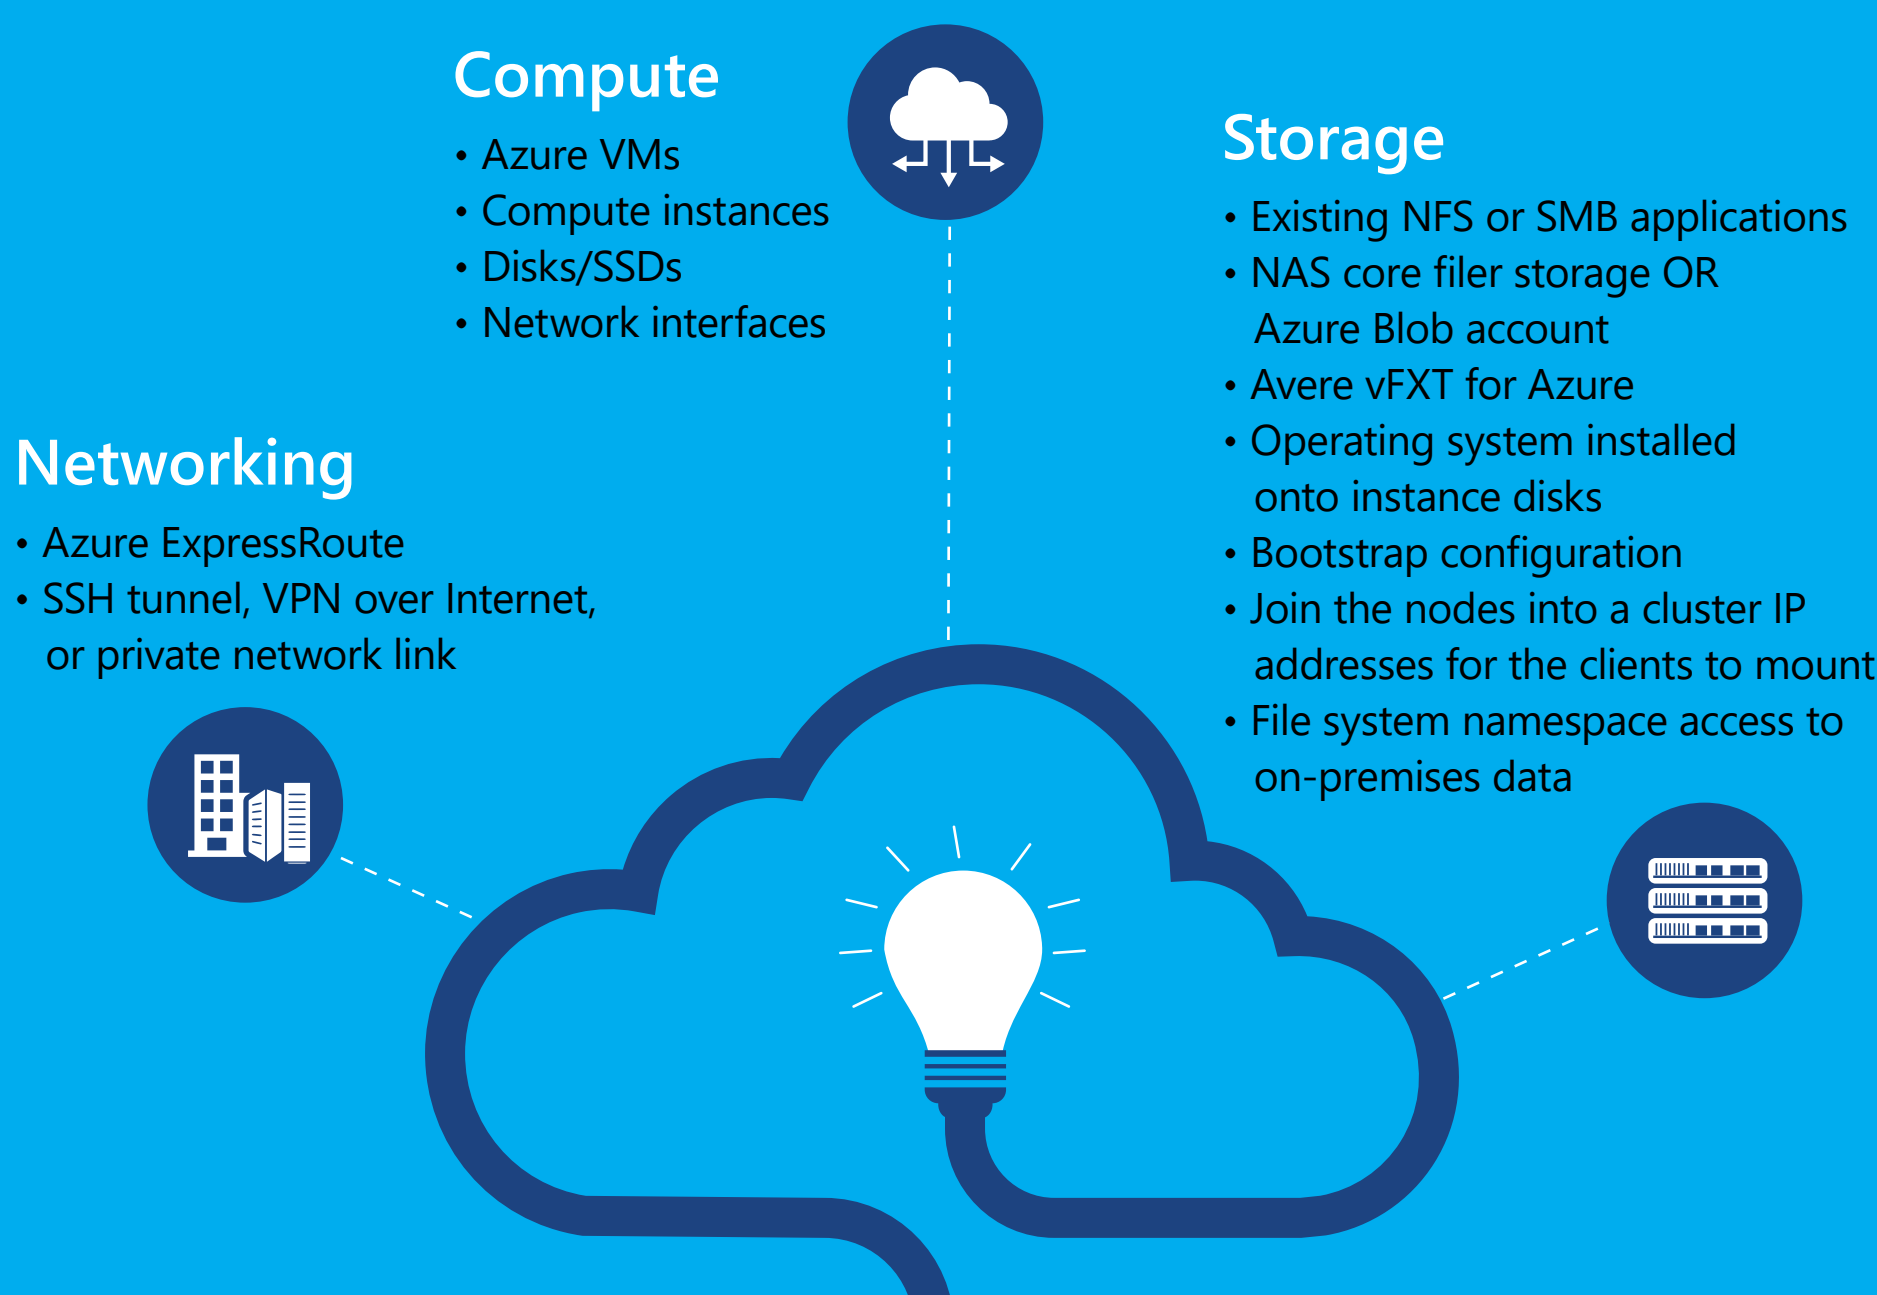 Compute
• Azure VMs
• Compute instances
• Disks/SSDs
• Network interfaces
Storage
• Existing NFS or SMB applications
• NAS core filer storage OR
Azure Blob account
• Avere vFXT for Azure
• Operating system installed
onto instance disks
• Bootstrap configuration
• Join the nodes into a cluster IP
addresses for the clients to mount
• File system namespace access to
on-premises data
Networking
• Azure ExpressRoute
• SSH tunnel, VPN over Internet,
or private network link